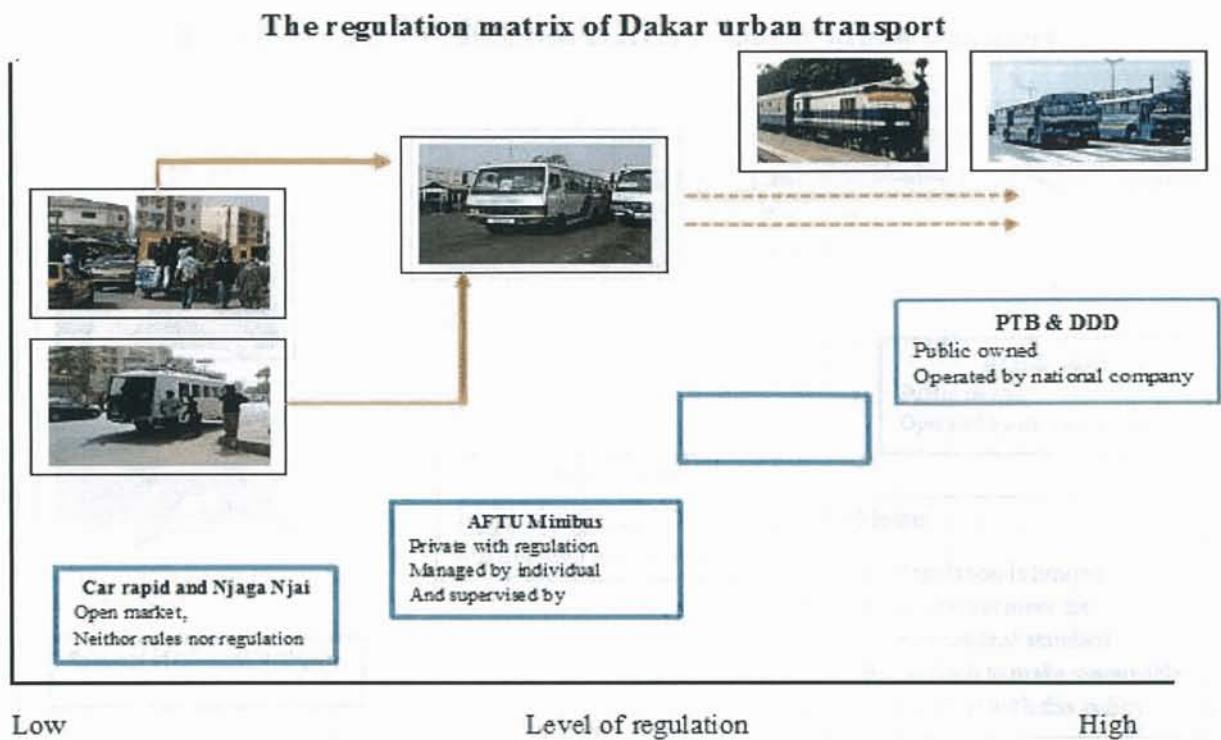 The regulation matrix of Dakar urban transport
PTB & DDD
Public owned
Operated by national company
AFTU Minibus
Private with regulation
Managed by individual
And supervised by
Car rapid and Njaga Njai
Open market,
Neithor rules nor regulation
Low
Level of regulation
High